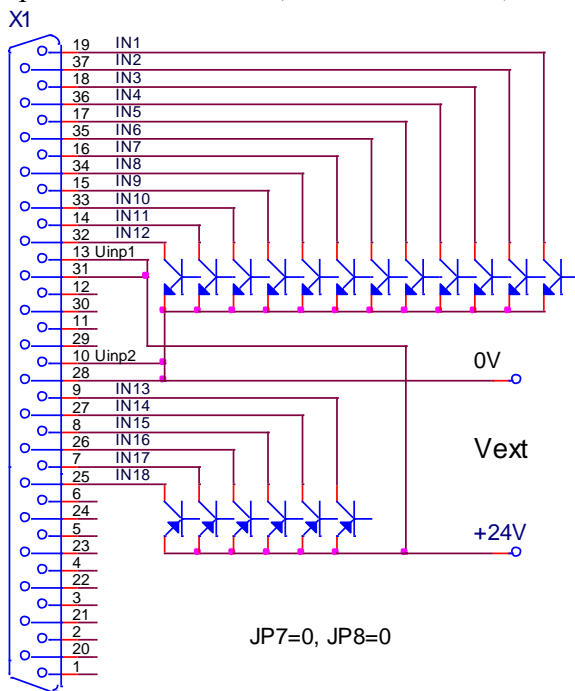 X1
19 IN1
37 IN2
18 IN3
36 IN4
17 IN5
35 IN6
16 IN7
34 IN8
15 IN9
33 IN10
14 IN11
32 IN12
13 Uinp1
31
12
30
11
29
10 Uinp2
0V
28
9 IN13
27 IN14
8 IN15
Vext
26 IN16
7 IN17
25 IN18
6
24
5
+24V
23
4
22
3
21
2
JP7=0, JP8=0
20
1